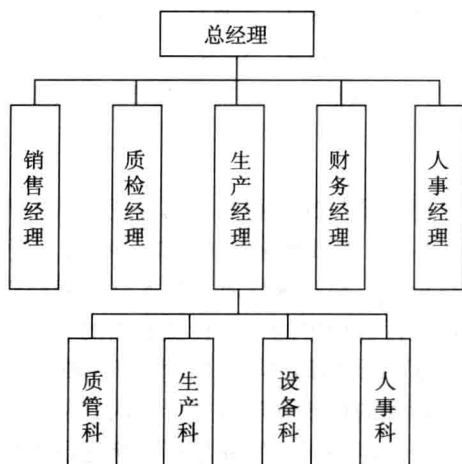 总经理
销售经理
质检经理
生产经理
财务经理
人事经理
质管科
生产科
设备科
人事科